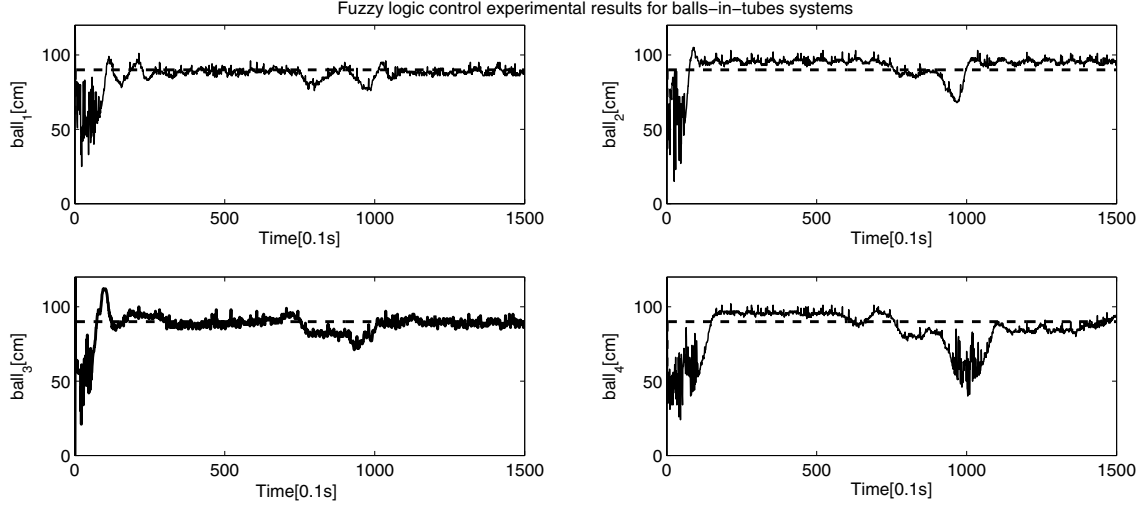 Fuzzy logic control experimental results for balls−in−tubes systems
ball1[cm]
100
50
0
0 500 1000 1500
Time[0.1s]
ball2[cm]
100
50
0
0 500 1000 1500
Time[0.1s]
ball3[cm]
100
50
0
0 500 1000 1500
Time[0.1s]
ball4[cm]
100
50
0
0 500 1000 1500
Time[0.1s]